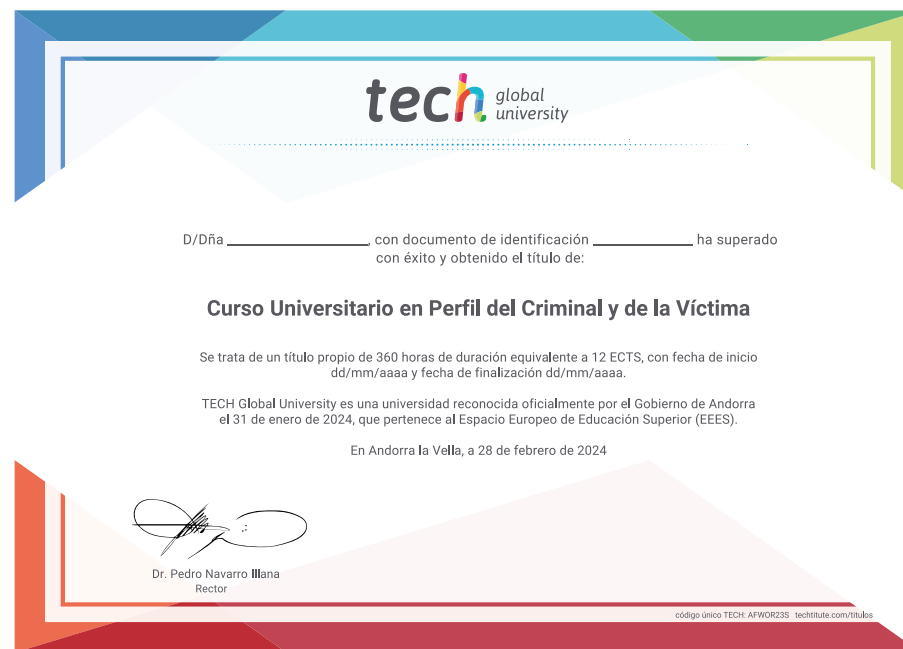 tech global university
D/Dña ____________________, con documento de identificación ______________ ha superado
con éxito y obtenido el título de:
Curso Universitario en Perfil del Criminal y de la Víctima
Se trata de un título propio de 360 horas de duración equivalente a 12 ECTS, con fecha de inicio
dd/mm/aaaa y fecha de finalización dd/mm/aaaa.
TECH Global University es una universidad reconocida oficialmente por el Gobierno de Andorra
el 31 de enero de 2024, que pertenece al Espacio Europeo de Educación Superior (EEES).
En Andorra la Vella, a 28 de febrero de 2024
Dr. Pedro Navarro Illana
Rector
código único TECH: AFWOR23S techtitute.com/titulos